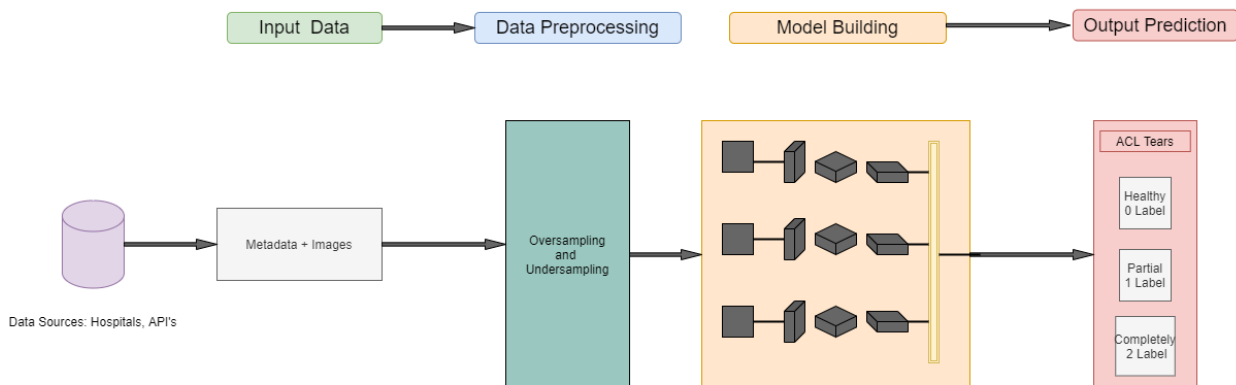 Input Data
Data Preprocessing
Model Building
Output Prediction
ACL Tears
Healthy
0 Label
Metadata + Images
Oversampling
and
Undersampling
Partial
1 Label
Data Sources: Hospitals, API's
Completely
2 Label